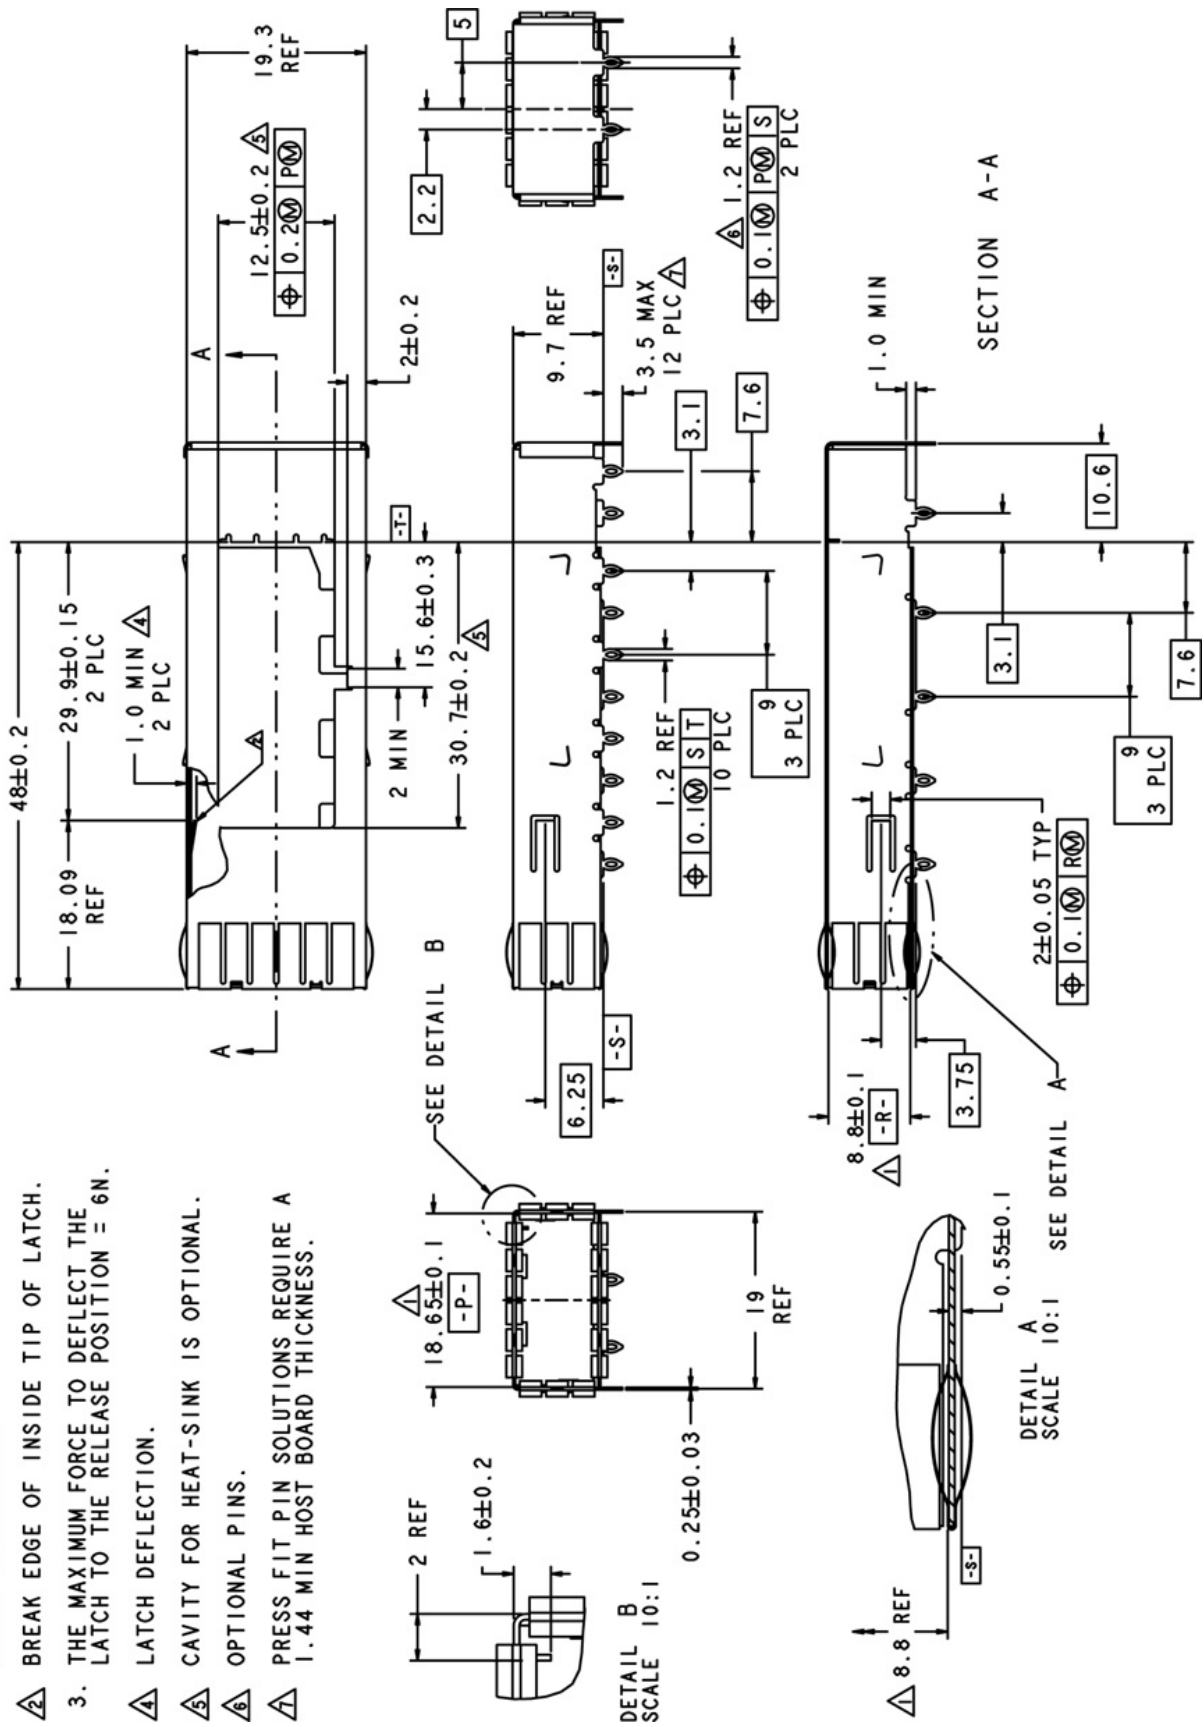 2 BREAK EDGE OF INSIDE TIP OF LATCH.
3. THE MAXIMUM FORCE TO DEFLECT THE
LATCH TO THE RELEASE POSITION = 6N.
4 LATCH DEFLECTION.
5 CAVITY FOR HEAT-SINK IS OPTIONAL.
6 OPTIONAL PINS.
7 PRESS FIT PIN SOLUTIONS REQUIRE A
1.44 MIN HOST BOARD THICKNESS.
48±0.2
18.09
REF
29.9±0.15
2 PLC
1.0 MIN 4
2 PLC
2
A
A
19.3
REF
12.5±0.2 5
⌖ 0.2Ⓜ PⓂ
2±0.2
-T-
15.6±0.3
2 MIN
30.7±0.2
5
2 REF
1.6±0.2
DETAIL B
SCALE 10:1
1
18.65±0.1
-P-
SEE DETAIL B
19
REF
0.25±0.03
6.25
-S-
1.2 REF
⌖ 0.1Ⓜ S T
10 PLC
9
3 PLC
9.7 REF
-S-
3.5 MAX
12 PLC 7
3.1
7.6
5
2.2
6 1.2 REF
⌖ 0.1Ⓜ PⓂ S
2 PLC
1 8.8 REF
-S-
0.55±0.1
DETAIL A
SCALE 10:1
SEE DETAIL A
1
8.8±0.1
-R-
3.75
2±0.05 TYP
⌖ 0.1Ⓜ RⓂ
9
3 PLC
3.1
7.6
10.6
1.0 MIN
SECTION A-A